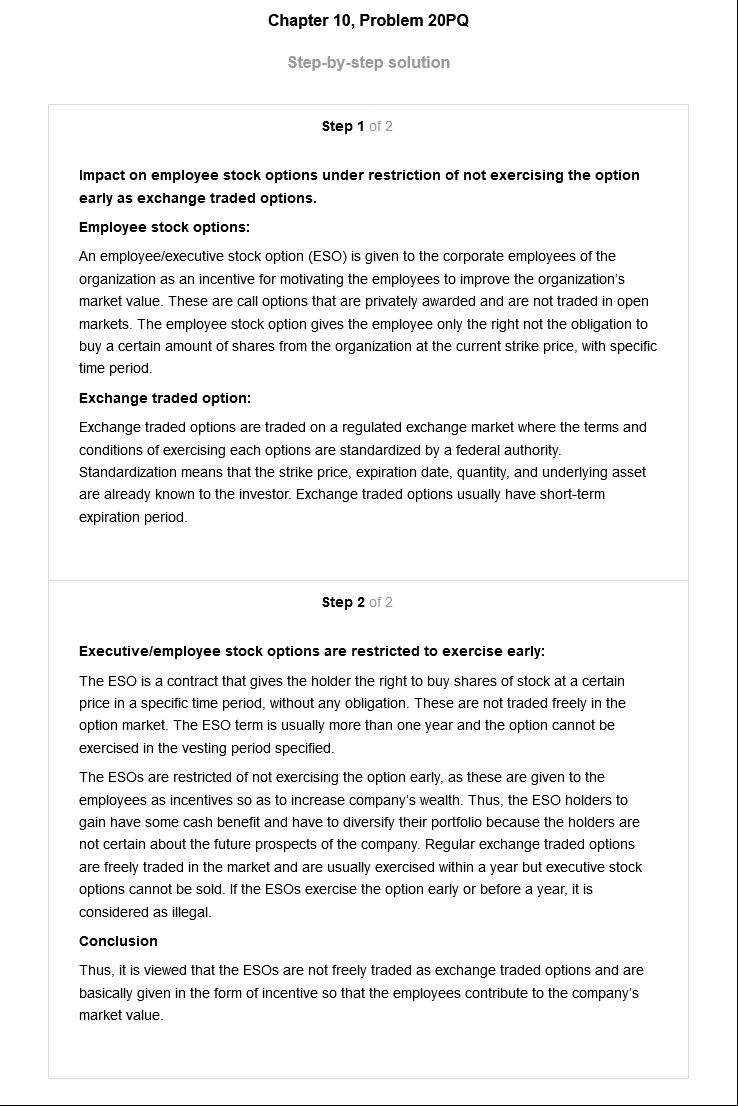 Chapter 10, Problem 20PQ
Step-by-step solution
Step 1 of 2
Impact on employee stock options under restriction of not exercising the option
early as exchange traded options.
Employee stock options:
An employee/executive stock option (ESO) is given to the corporate employees of the
organization as an incentive for motivating the employees to improve the organization's
market value. These are call options that are privately awarded and are not traded in open
markets. The employee stock option gives the employee only the right not the obligation to
buy a certain amount of shares from the organization at the current strike price, with specific
time period.
Exchange traded option:
Exchange traded options are traded on a regulated exchange market where the terms and
conditions of exercising each options are standardized by a federal authority.
Standardization means that the strike price, expiration date, quantity, and underlying asset
are already known to the investor. Exchange traded options usually have short-term
expiration period.
Step 2 of 2
Executive/employee stock options are restricted to exercise early:
The ESO is a contract that gives the holder the right to buy shares of stock at a certain
price in a specific time period, without any obligation. These are not traded freely in the
option market. The ESO term is usually more than one year and the option cannot be
exercised in the vesting period specified.
The ESOs are restricted of not exercising the option early, as these are given to the
employees as incentives so as to increase company's wealth. Thus, the ESO holders to
gain have some cash benefit and have to diversify their portfolio because the holders are
not certain about the future prospects of the company. Regular exchange traded options
are freely traded in the market and are usually exercised within a year but executive stock
options cannot be sold. If the ESOs exercise the option early or before a year, it is
considered as illegal.
Conclusion
Thus, it is viewed that the ESOs are not freely traded as exchange traded options and are
basically given in the form of incentive so that the employees contribute to the company's
market value.